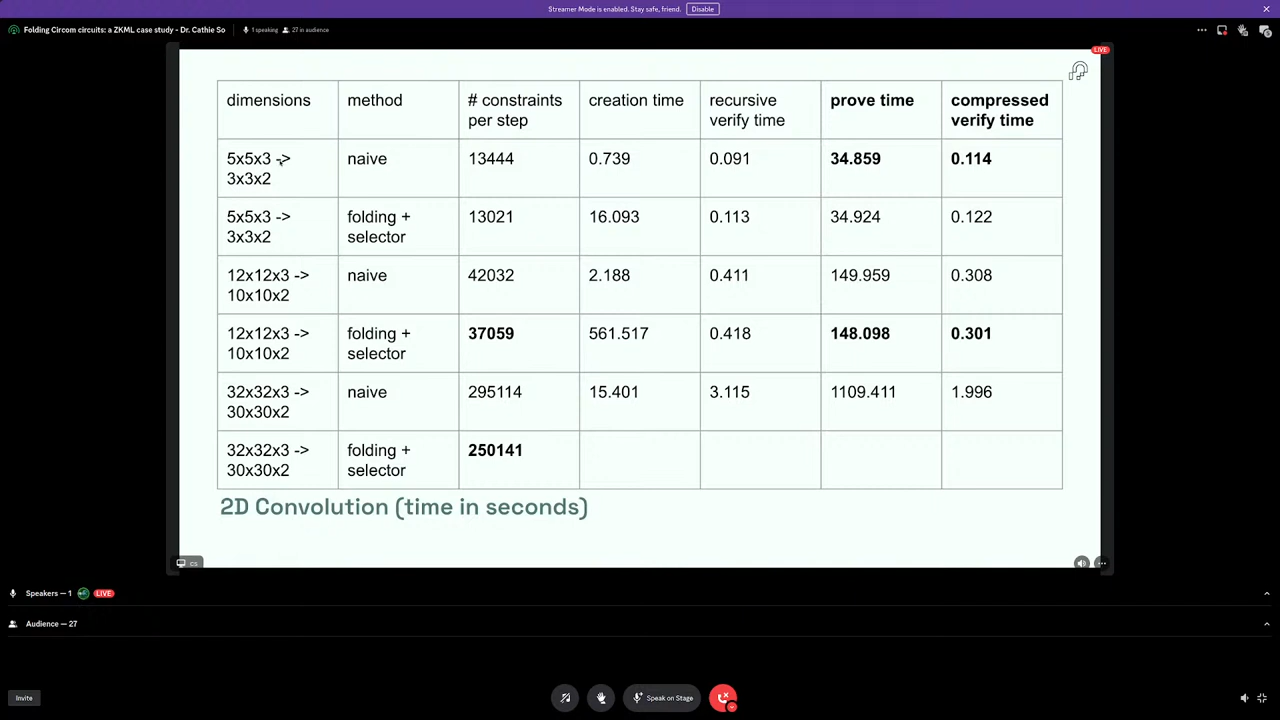 Streamer Mode is enabled. Stay safe, friend. Disable
Folding Circom circuits: a ZKML case study - Dr. Cathie So 1 speaking 27 in audience
LIVE
dimensions method # constraints per step creation time recursive verify time prove time compressed verify time
5x5x3 -> 3x3x2 naive 13444 0.739 0.091 34.859 0.114
5x5x3 -> 3x3x2 folding + selector 13021 16.093 0.113 34.924 0.122
12x12x3 -> 10x10x2 naive 42032 2.188 0.411 149.959 0.308
12x12x3 -> 10x10x2 folding + selector 37059 561.517 0.418 148.098 0.301
32x32x3 -> 30x30x2 naive 295114 15.401 3.115 1109.411 1.996
32x32x3 -> 30x30x2 folding + selector 250141
2D Convolution (time in seconds)
cs
Speakers — 1 LIVE
Audience — 27
Invite
Speak on Stage